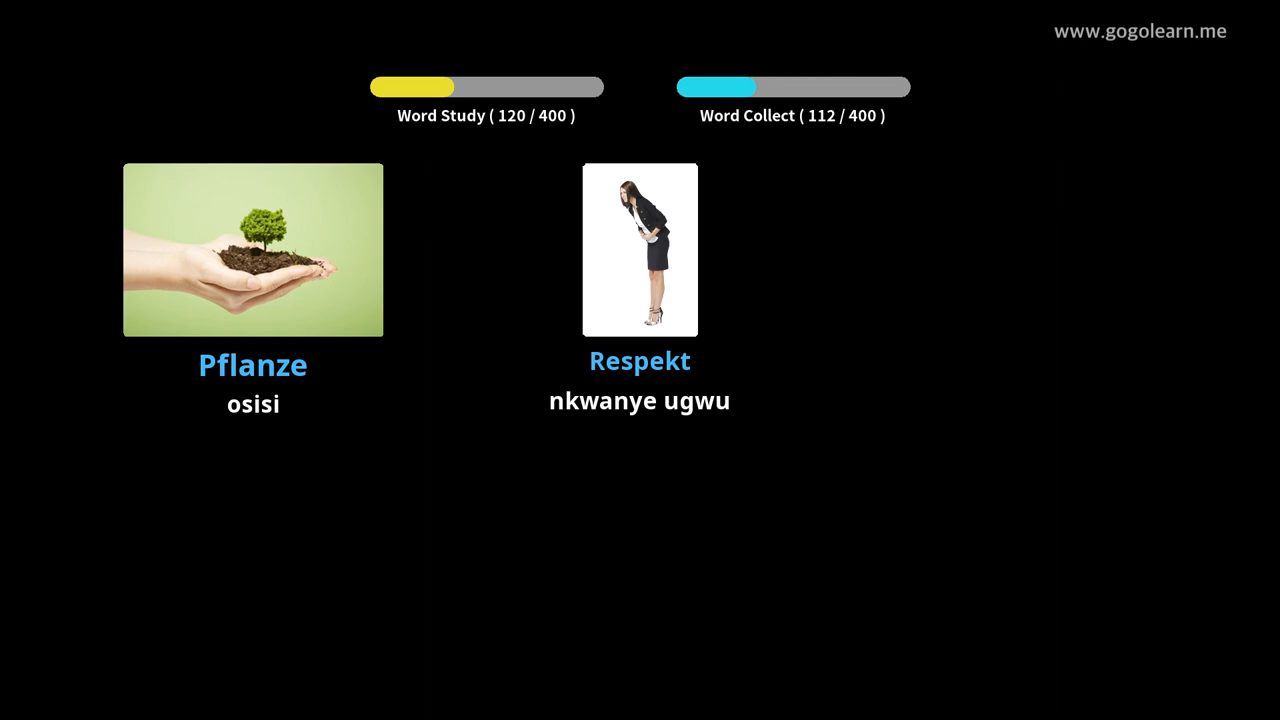 www.gogolearn.me
Word Study ( 120 / 400 )
Word Collect ( 112 / 400 )
Pflanze
osisi
Respekt
nkwanye ugwu